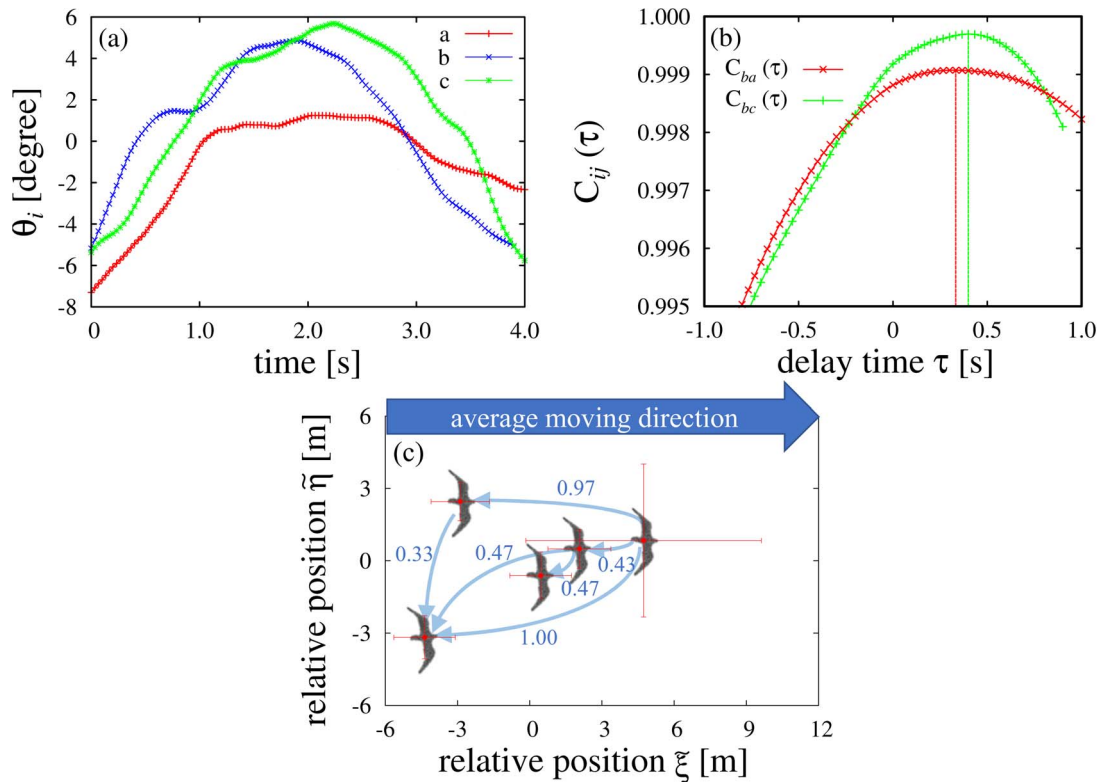 (a)
a
b
c
6
4
2
0
-2
-4
-6
-8
0
1.0
2.0
3.0
4.0
θi [degree]
time [s]
(b)
Cba (τ)
Cbc (τ)
1.000
0.999
0.998
0.997
0.996
0.995
-1.0
-0.5
0
0.5
1.0
Cij (τ)
delay time τ [s]
average moving direction
(c)
6
3
0
-3
-6
0.97
0.33
0.47
0.43
0.47
1.00
-6
-3
0
3
6
9
12
relative position η̃ [m]
relative position ξ̃ [m]